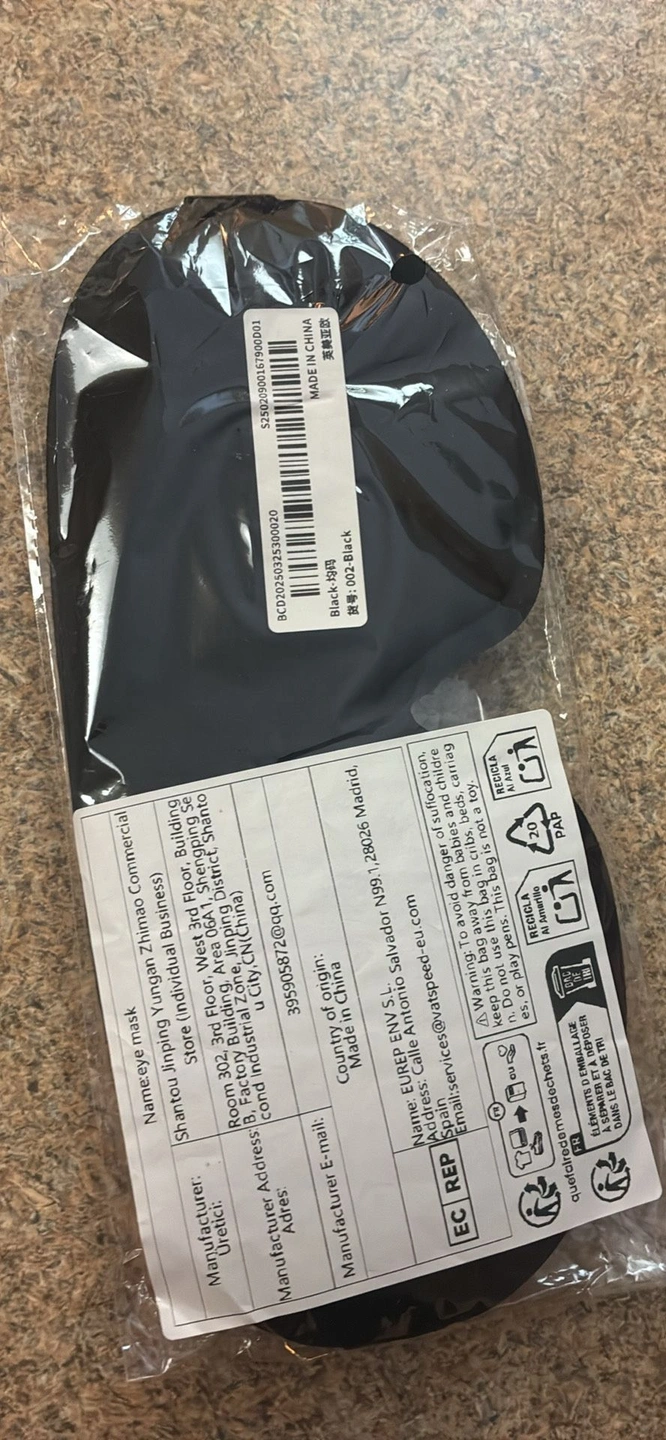 S250209001679000D01
BCD20250325300020
MADE IN CHINA
Black-均码
英美亚欧
货号: 002-Black
Name:eye mask
Manufacturer:
Üretici:
Shantou Jinping Yungan Zhimao Commercial
Store (Individual Business)
Manufacturer Address:
Adres:
Room 302, 3rd Floor, West 3rd Floor, Building
B, Factory Building, Area 06A1, Shengping Se
cond Industrial Zone, Jinping District, Shanto
u City,CN(China)
Manufacturer E-mail:
395905872@qq.com
Country of origin:
Made in China
EC REP
Name: EUREP ENV S.L.
Address: Calle Antonio Salvador N99.1,28026 Madrid,
Spain
Email:services@vatspeed-eu.com
⚠Warning: To avoid danger of suffocation,
keep this bag away from babies and childre
n. Do not use this bag in cribs, beds, carriag
es, or play pens. This bag is not a toy.
FR
OU
quefairedemesdechets.fr
FR
ÉLÉMENTS D'EMBALLAGE
À SÉPARER ET À DÉPOSER
DANS LE BAC DE TRI
BAC
DE
TRI
RECICLA
Al Amarillo
20
PAP
RECICLA
Al Azul